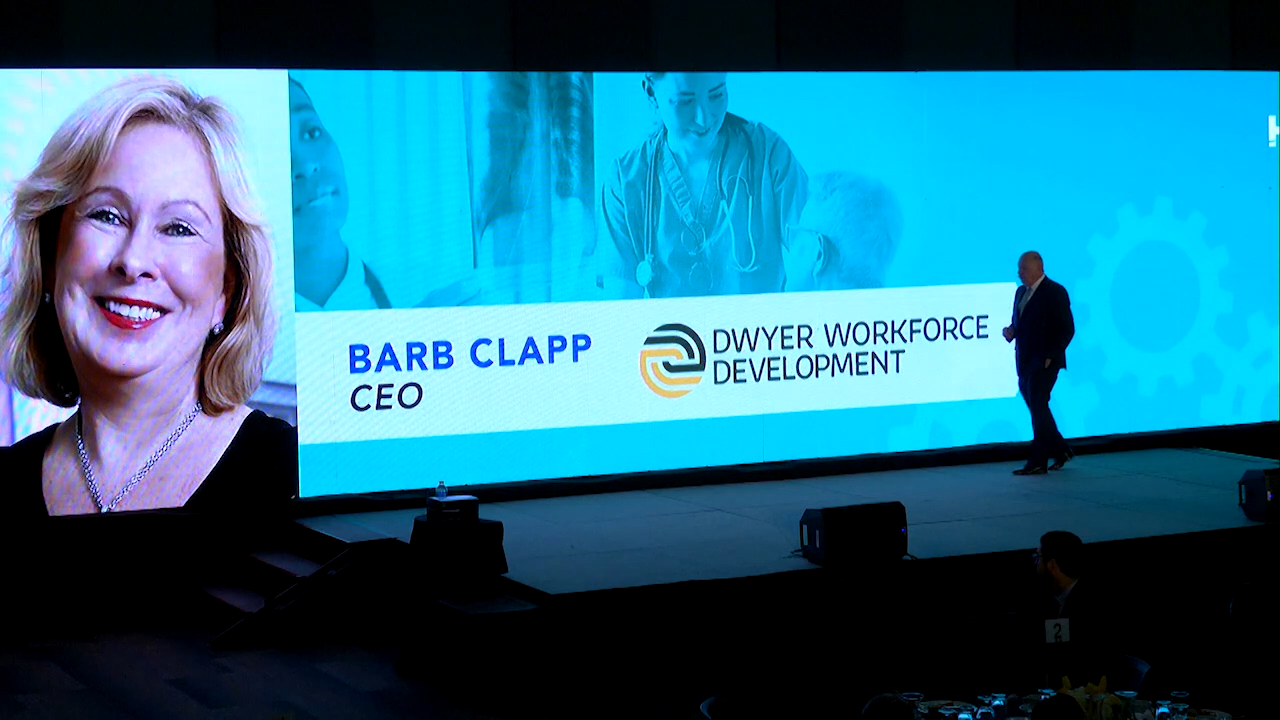 BARB CLAPP
CEO
DWYER WORKFORCE
DEVELOPMENT
2